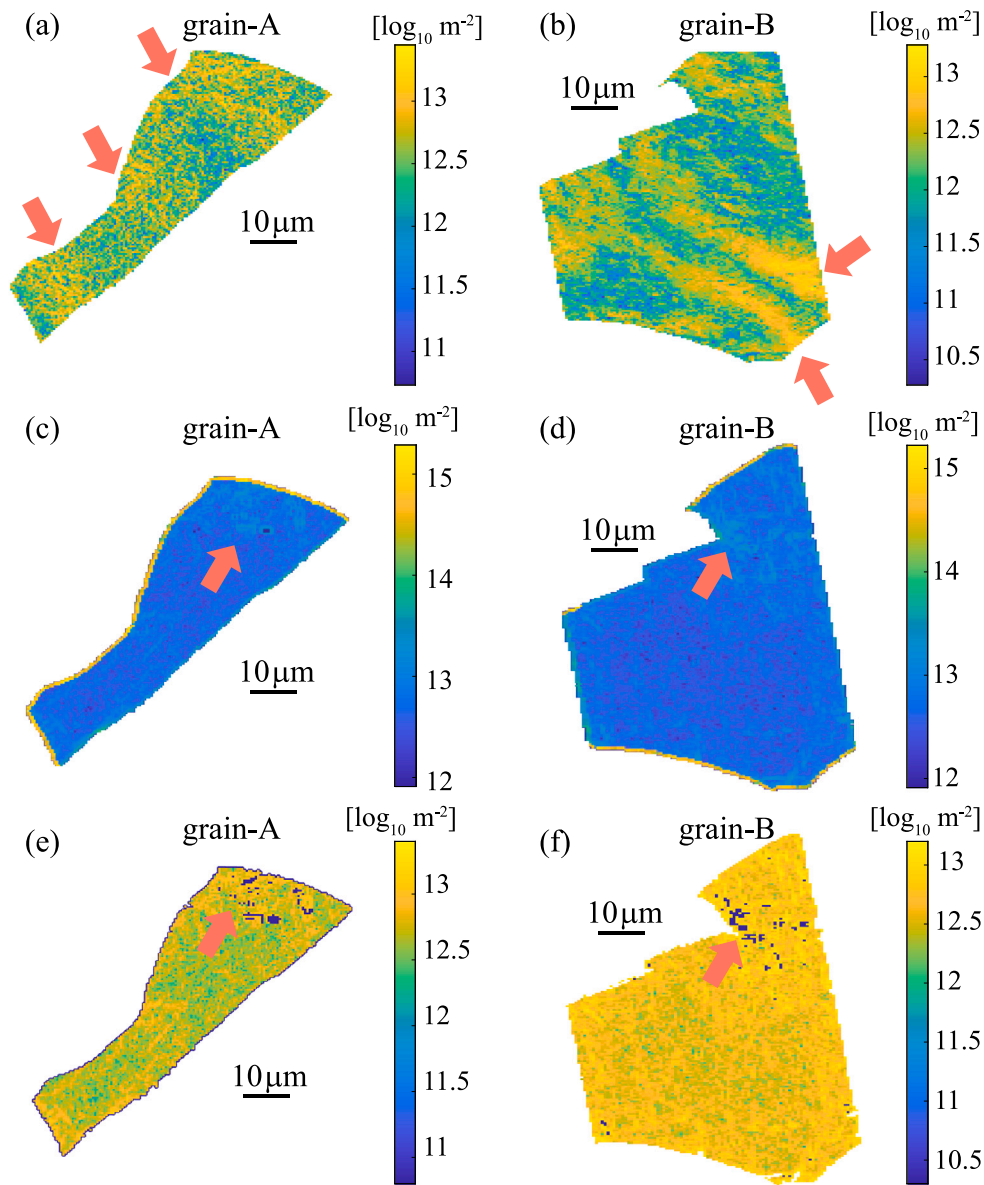 (a) grain-A [log10 m-2]
10μm
13
12.5
12
11.5
11
(b) grain-B [log10 m-2]
10μm
13
12.5
12
11.5
11
10.5
(c) grain-A [log10 m-2]
10μm
15
14
13
12
(d) grain-B [log10 m-2]
10μm
15
14
13
12
(e) grain-A [log10 m-2]
10μm
13
12.5
12
11.5
11
(f) grain-B [log10 m-2]
10μm
13
12.5
12
11.5
11
10.5